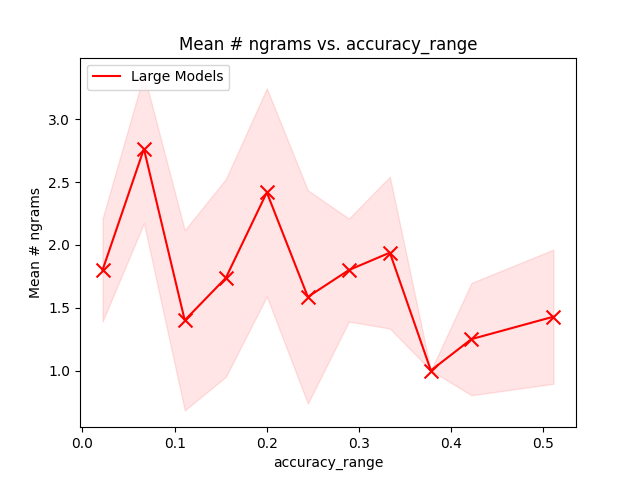 Mean # ngrams vs. accuracy_range
Large Models
Mean # ngrams
3.0
2.5
2.0
1.5
1.0
0.0 0.1 0.2 0.3 0.4 0.5
accuracy_range